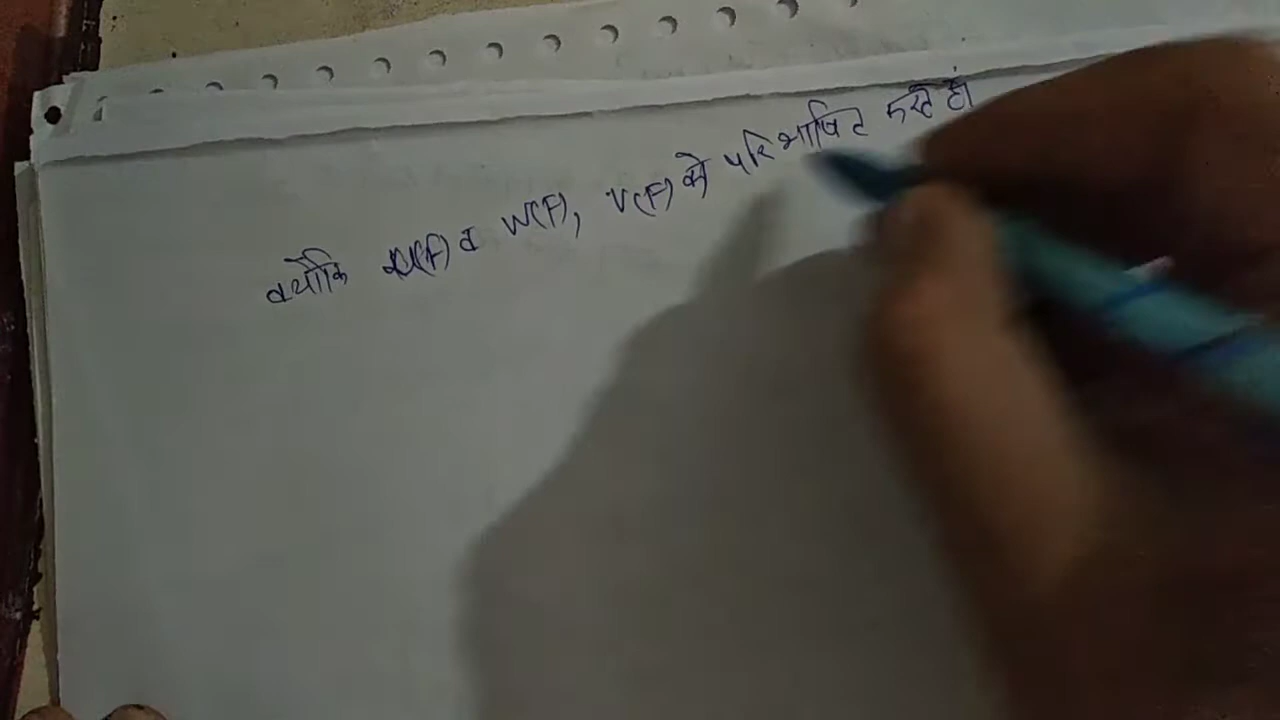 क्योंकि U(F) व W(F), V(F) को परिभाषित करते हैं